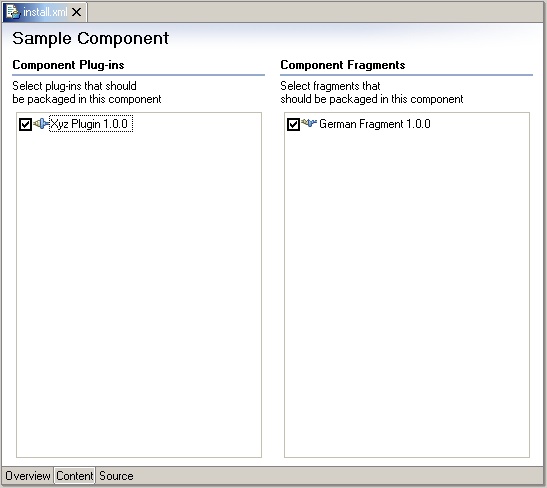 install.xml
Sample Component
Component Plug-ins
Select plug-ins that should
be packaged in this component
Xyz Plugin 1.0.0
Component Fragments
Select fragments that
should be packaged in this component
German Fragment 1.0.0
Overview Content Source